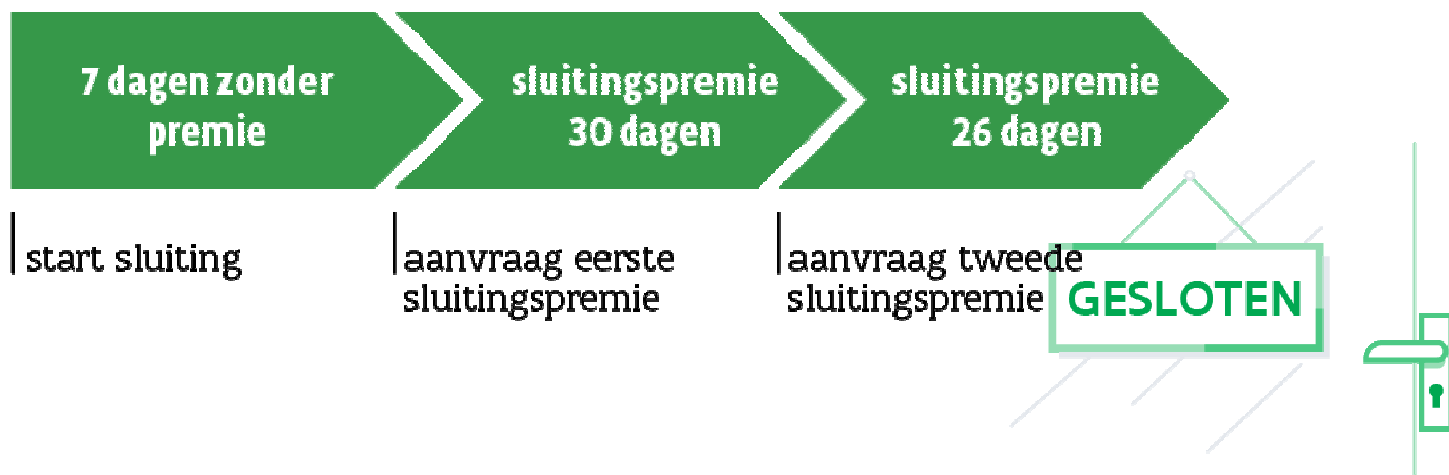 7 dagen zonder
premie
sluitingspremie
30 dagen
sluitingspremie
26 dagen
start sluiting
aanvraag eerste
sluitingspremie
aanvraag tweede
sluitingspremie
GESLOTEN